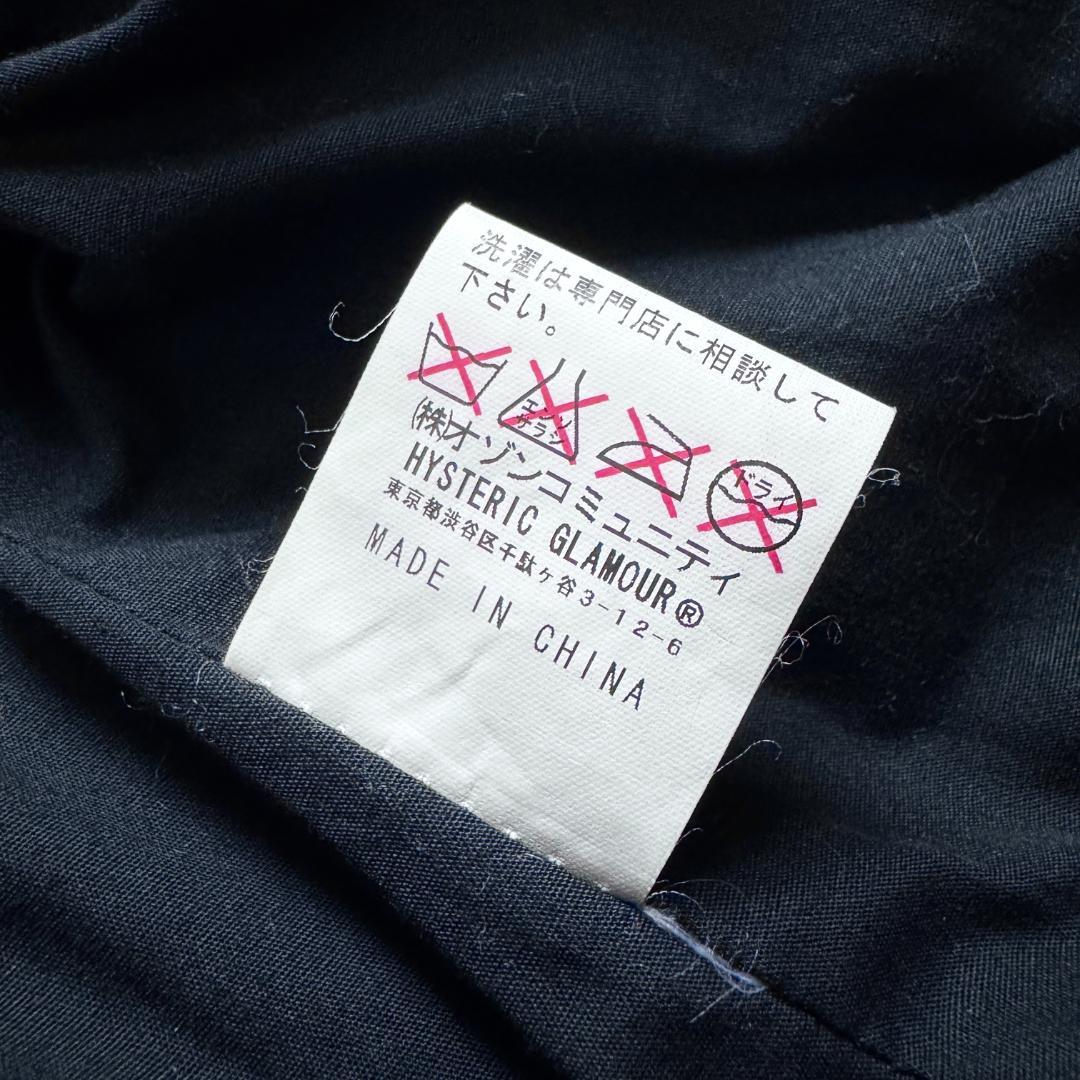 洗濯は専門店に相談して
下さい。
エンソ
サラシ
ドライ
(株)オゾンコミュニティ
HYSTERIC GLAMOUR®
東京都渋谷区千駄ケ谷3-12-6
MADE IN CHINA